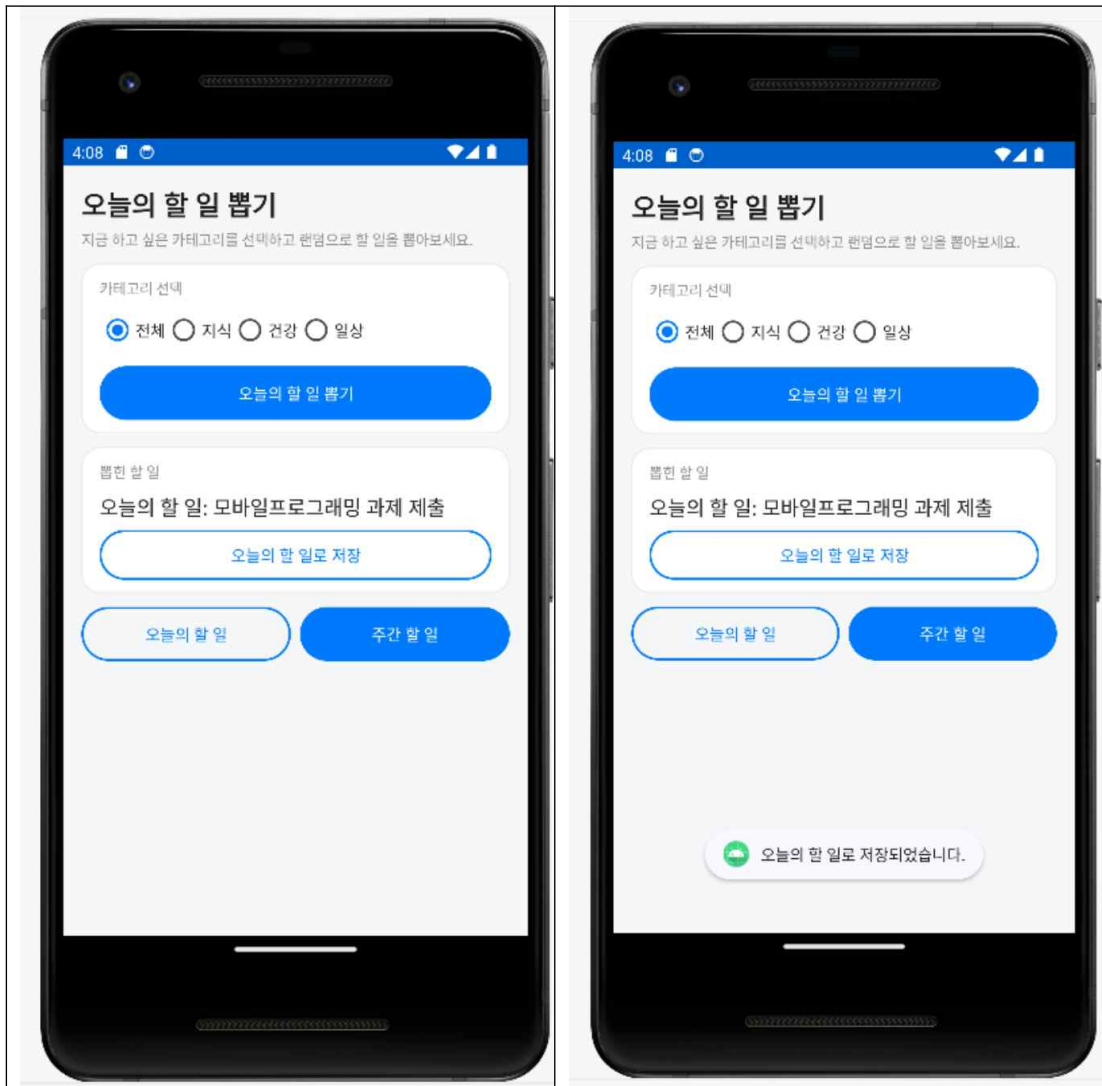 4:08
오늘의 할 일 뽑기
지금 하고 싶은 카테고리를 선택하고 랜덤으로 할 일을 뽑아보세요.
카테고리 선택
전체 지식 건강 일상
오늘의 할 일 뽑기
뽑힌 할 일
오늘의 할 일: 모바일프로그래밍 과제 제출
오늘의 할 일로 저장
오늘의 할 일 주간 할 일
4:08
오늘의 할 일 뽑기
지금 하고 싶은 카테고리를 선택하고 랜덤으로 할 일을 뽑아보세요.
카테고리 선택
전체 지식 건강 일상
오늘의 할 일 뽑기
뽑힌 할 일
오늘의 할 일: 모바일프로그래밍 과제 제출
오늘의 할 일로 저장
오늘의 할 일 주간 할 일
오늘의 할 일로 저장되었습니다.